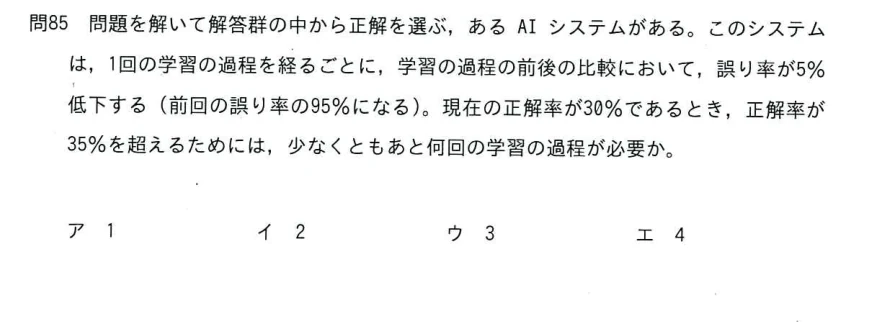 問85 問題を解いて解答群の中から正解を選ぶ，ある AI システムがある。このシステム
は，1回の学習の過程を経るごとに，学習の過程の前後の比較において，誤り率が5%
低下する（前回の誤り率の95%になる）。現在の正解率が30%であるとき，正解率が
35%を超えるためには，少なくともあと何回の学習の過程が必要か。
ア 1 イ 2 ウ 3 エ 4